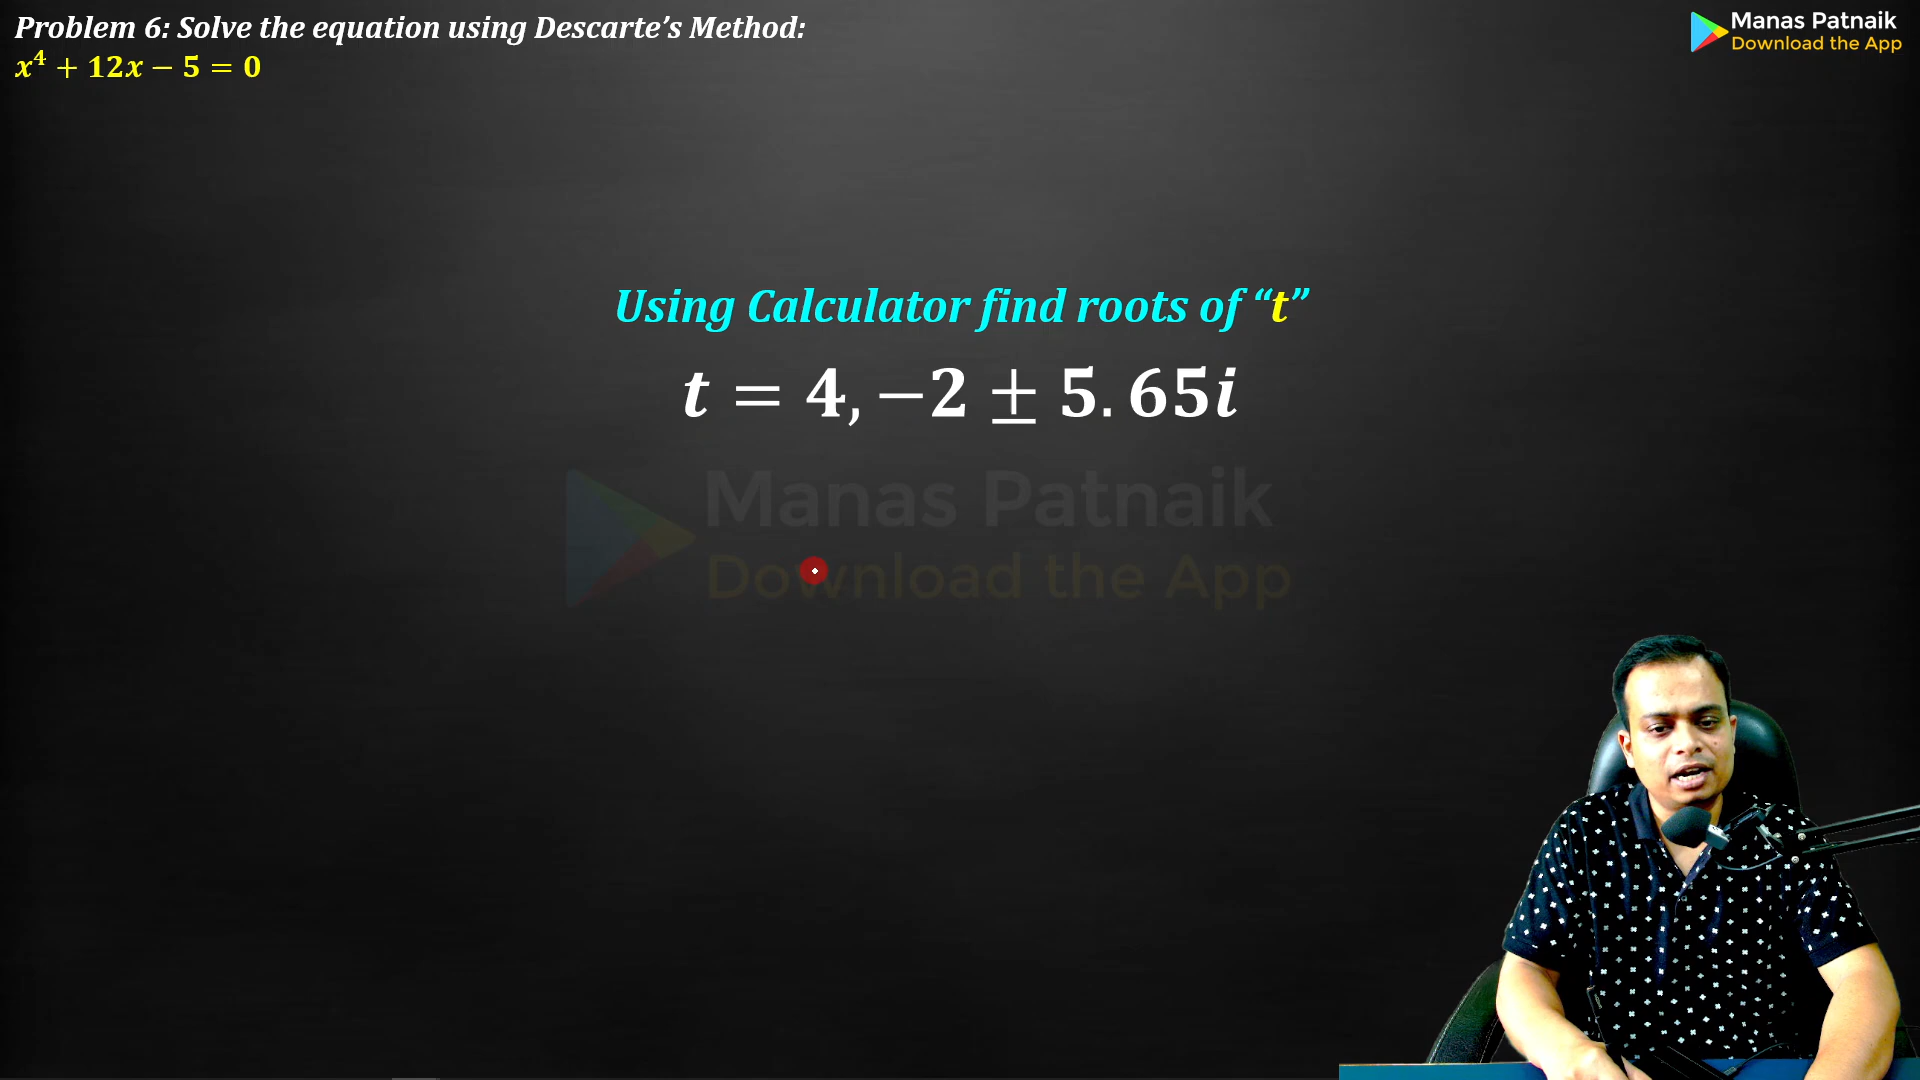 Problem 6: Solve the equation using Descarte’s Method:
x⁴ + 12x − 5 = 0
Manas Patnaik
Download the App
Using Calculator find roots of “t”
t = 4, −2 ± 5.65i
Manas Patnaik
Download the App